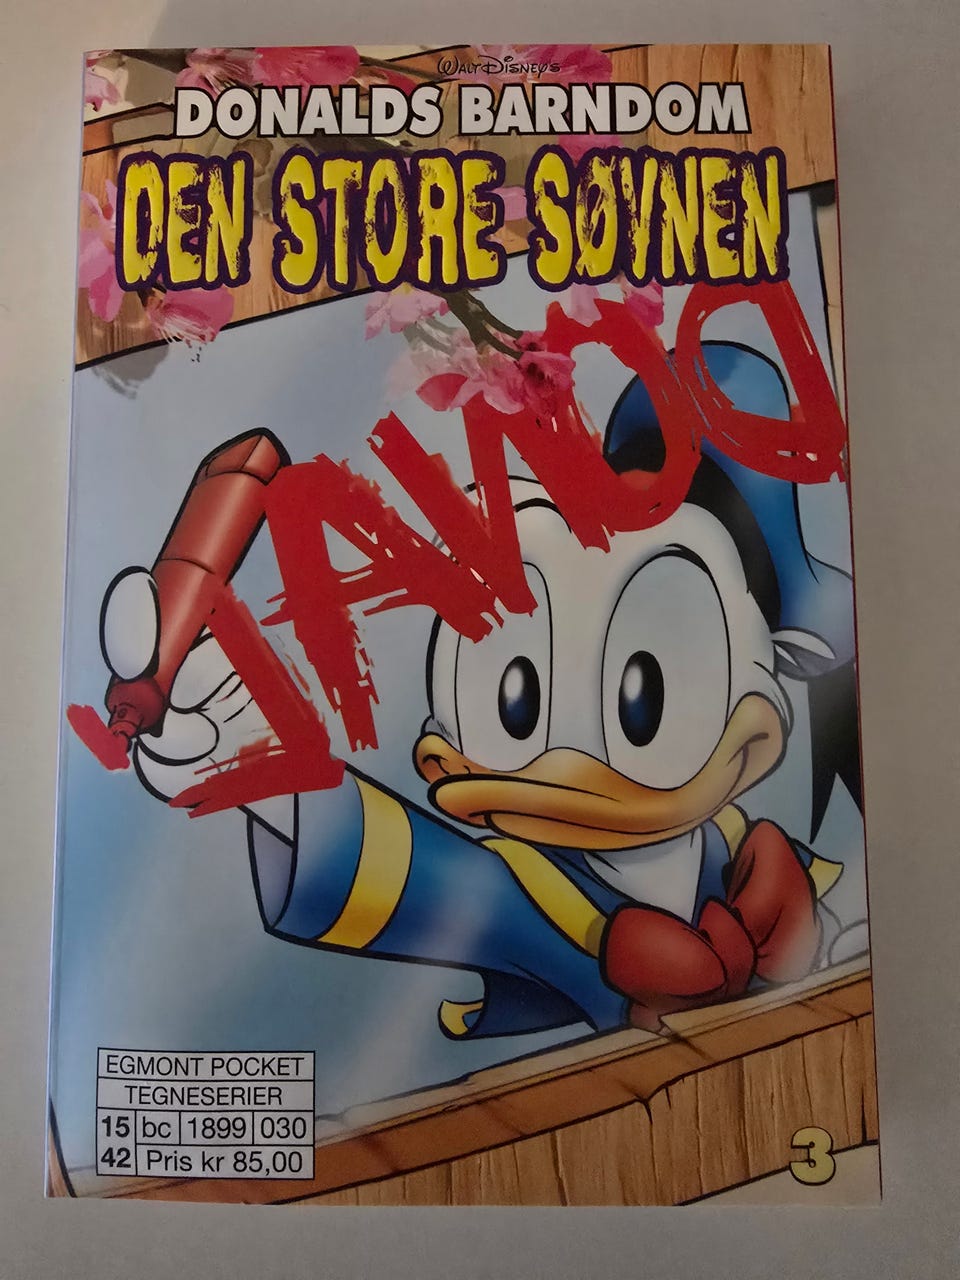 WALT DISNEY'S
DONALDS BARNDOM
DEN STORE SØVNEN
DONAL
EGMONT POCKET
TEGNESERIER
15 bc 1899 030
42 Pris kr 85,00
3